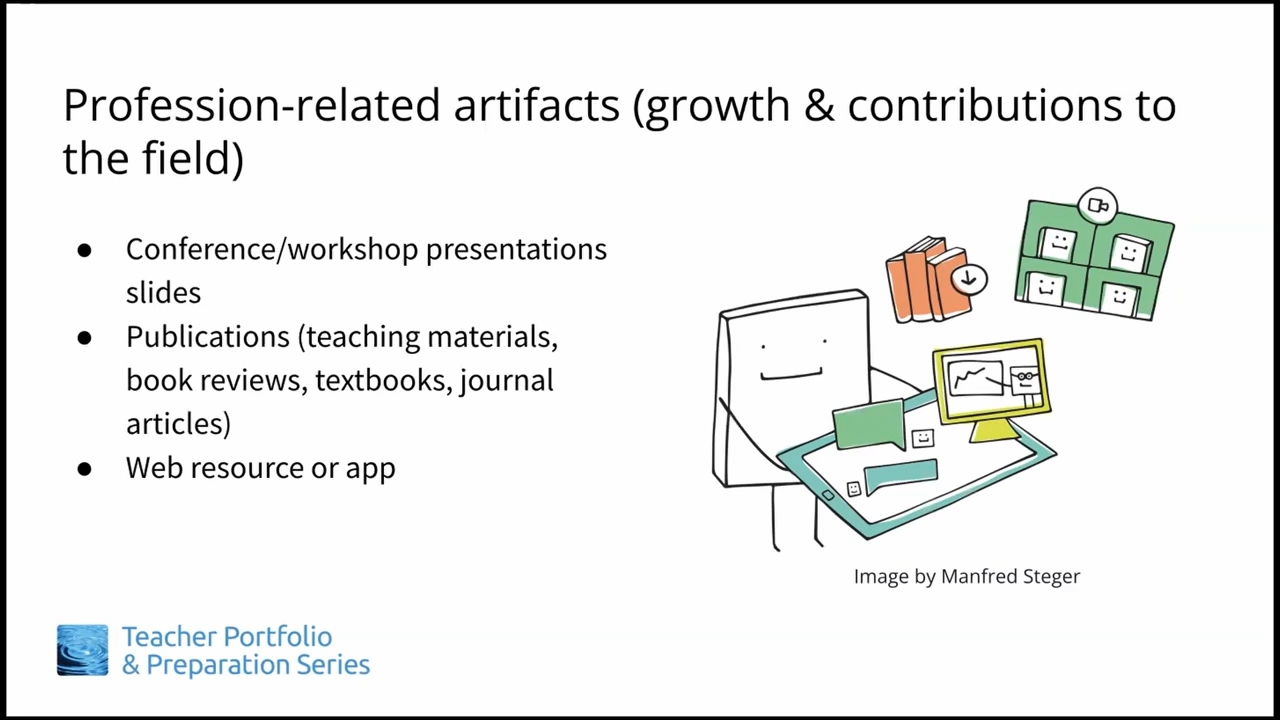 Profession-related artifacts (growth & contributions to
the field)
● Conference/workshop presentations
slides
● Publications (teaching materials,
book reviews, textbooks, journal
articles)
● Web resource or app
Image by Manfred Steger
Teacher Portfolio
& Preparation Series